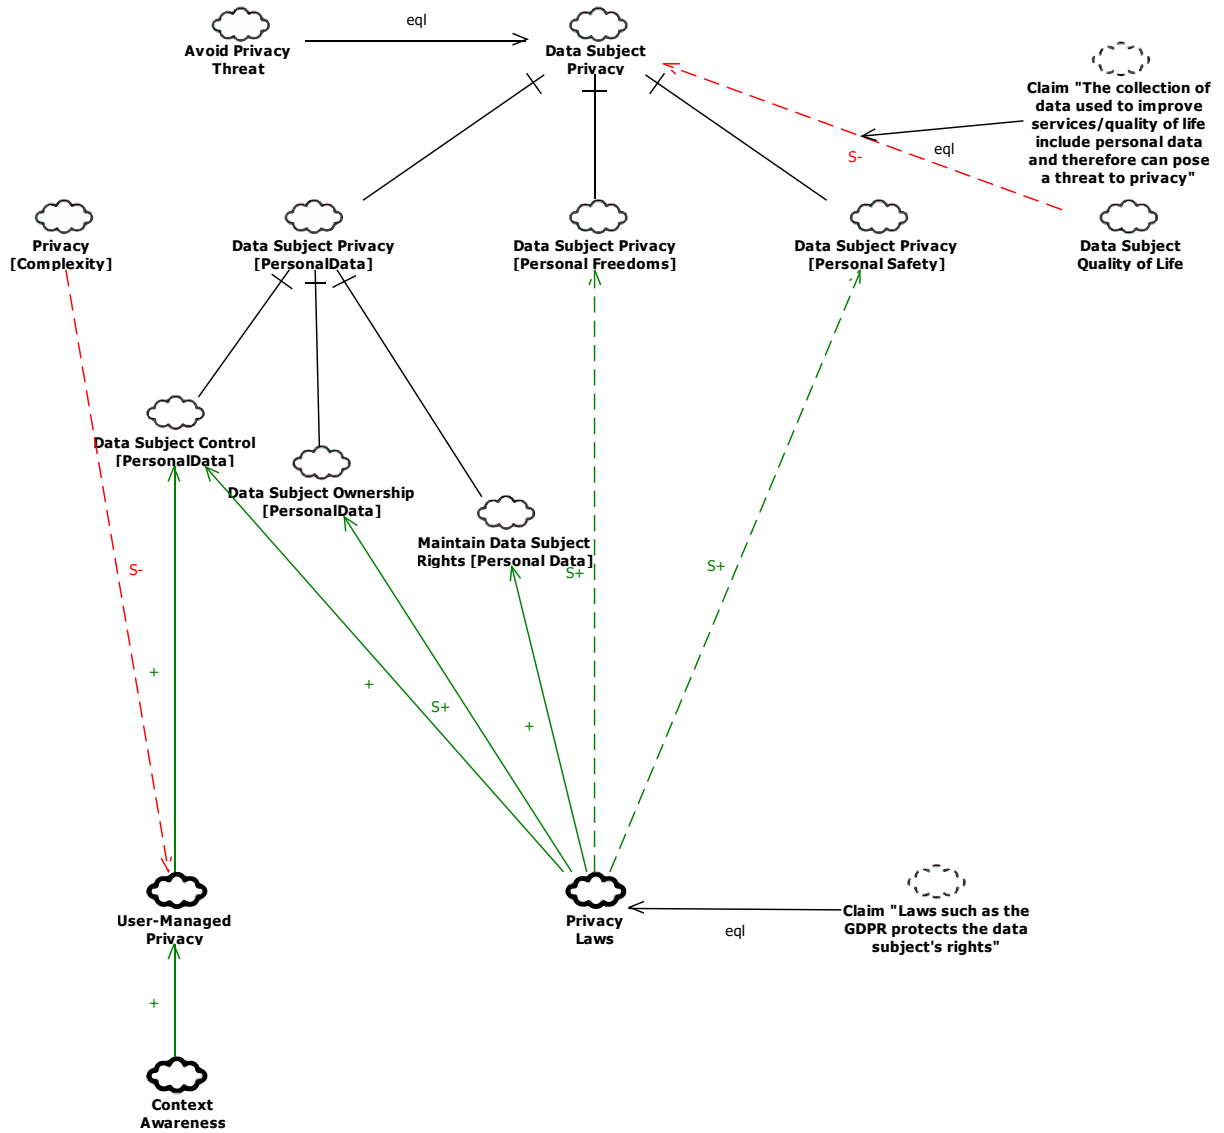 eql
Avoid Privacy
Threat
Data Subject
Privacy
Claim "The collection of
data used to improve
services/quality of life
include personal data
and therefore can pose
a threat to privacy"
eql
S-
Privacy
[Complexity]
Data Subject Privacy
[PersonalData]
Data Subject Privacy
[Personal Freedoms]
Data Subject Privacy
[Personal Safety]
Data Subject
Quality of Life
Data Subject Control
[PersonalData]
Data Subject Ownership
[PersonalData]
Maintain Data Subject
Rights [Personal Data]
S-
S+
S+
+
+
S+
+
User-Managed
Privacy
Privacy
Laws
Claim "Laws such as the
GDPR protects the data
subject's rights"
eql
+
Context
Awareness